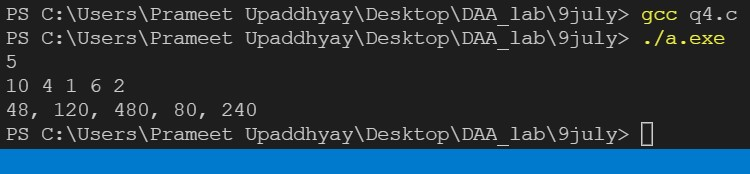 PS C:\Users\Prameet Upaddhyay\Desktop\DAA_lab\9july> gcc q4.c
PS C:\Users\Prameet Upaddhyay\Desktop\DAA_lab\9july> ./a.exe
5
10 4 1 6 2
48, 120, 480, 80, 240
PS C:\Users\Prameet Upaddhyay\Desktop\DAA_lab\9july>